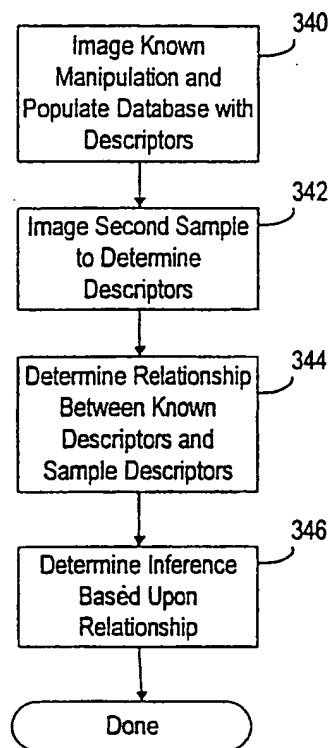 340
Image Known
Manipulation and
Populate Database with
Descriptors
342
Image Second Sample
to Determine
Descriptors
344
Determine Relationship
Between Known
Descriptors and
Sample Descriptors
346
Determine Inference
Based Upon
Relationship
Done